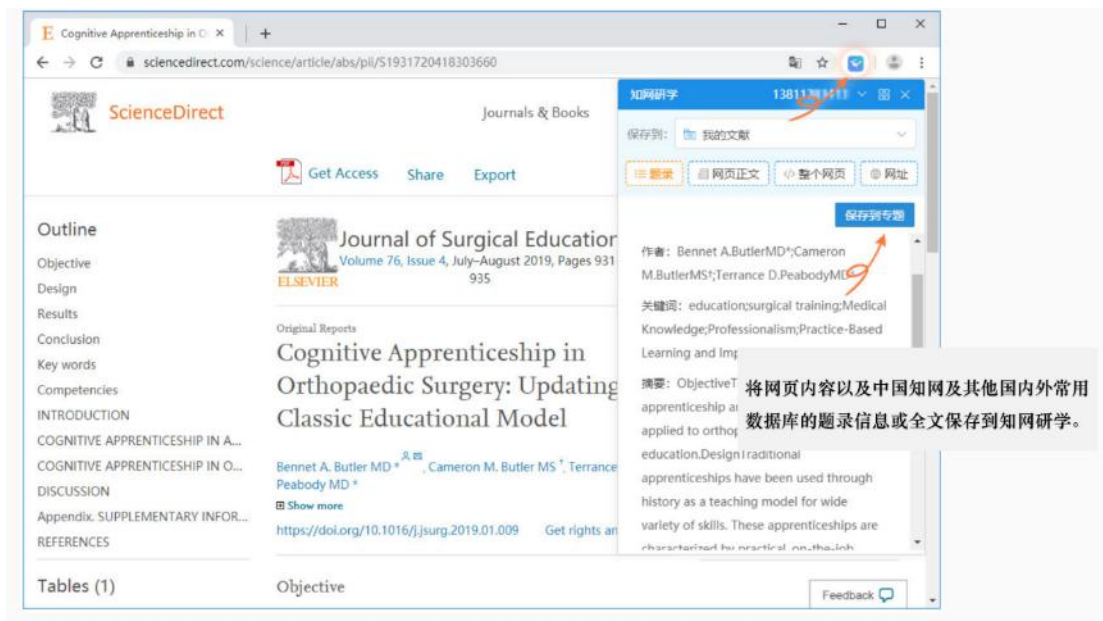 Cognitive Apprenticeship in O
sciencedirect.com/science/article/abs/pii/S1931720418303660
ScienceDirect
Journals & Books
Get Access
Share
Export
Outline
Objective
Design
Results
Conclusion
Key words
Competencies
INTRODUCTION
COGNITIVE APPRENTICESHIP IN A...
COGNITIVE APPRENTICESHIP IN O...
DISCUSSION
Appendix. SUPPLEMENTARY INFOR...
REFERENCES
Tables (1)
ELSEVIER
Journal of Surgical Education
Volume 76, Issue 4, July–August 2019, Pages 931
935
Original Reports
Cognitive Apprenticeship in
Orthopaedic Surgery: Updating
Classic Educational Model
Bennet A. Butler MD * , Cameron M. Butler MS †, Terrance
Peabody MD *
Show more
https://doi.org/10.1016/j.jsurg.2019.01.009 Get rights an
Objective
知网研学
13811
保存到: 我的文献
题录
网页正文
整个网页
网址
保存到专题
作者: Bennet A.ButlerMD*;Cameron
M.ButlerMS†;Terrance D.PeabodyMD
关键词: education;surgical training;Medical
Knowledge;Professionalism;Practice-Based
Learning and Imp
摘要: ObjectiveT
apprenticeship a
applied to orthop
education.DesignTraditional
apprenticeships have been used through
history as a teaching model for wide
variety of skills. These apprenticeships are
characterized by practical, on-the-job
将网页内容以及中国知网及其他国内外常用
数据库的题录信息或全文保存到知网研学。
Feedback